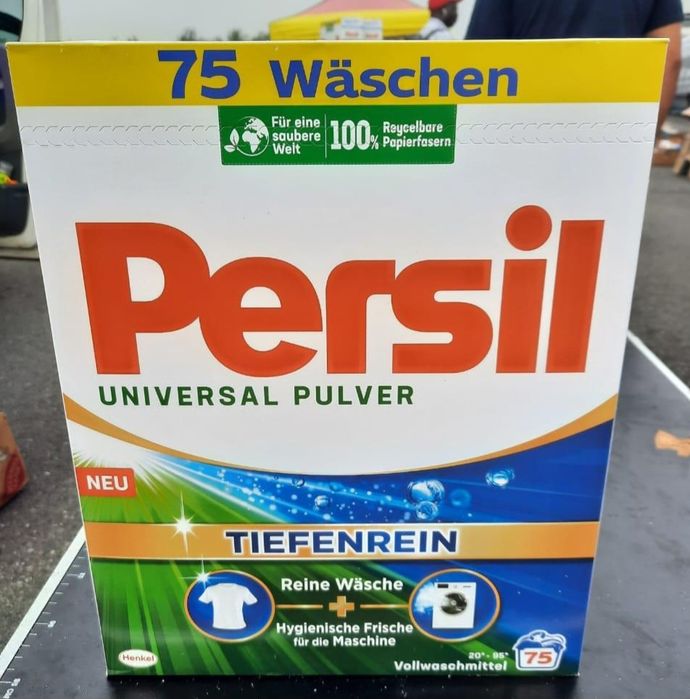 75 Wäschen
Für eine
saubere
Welt
100% Recycelbare
Papierfasern
Persil
UNIVERSAL PULVER
NEU
TIEFENREIN
Reine Wäsche
+
Hygienische Frische
für die Maschine
Henkel
20°- 95°
Vollwaschmittel
75